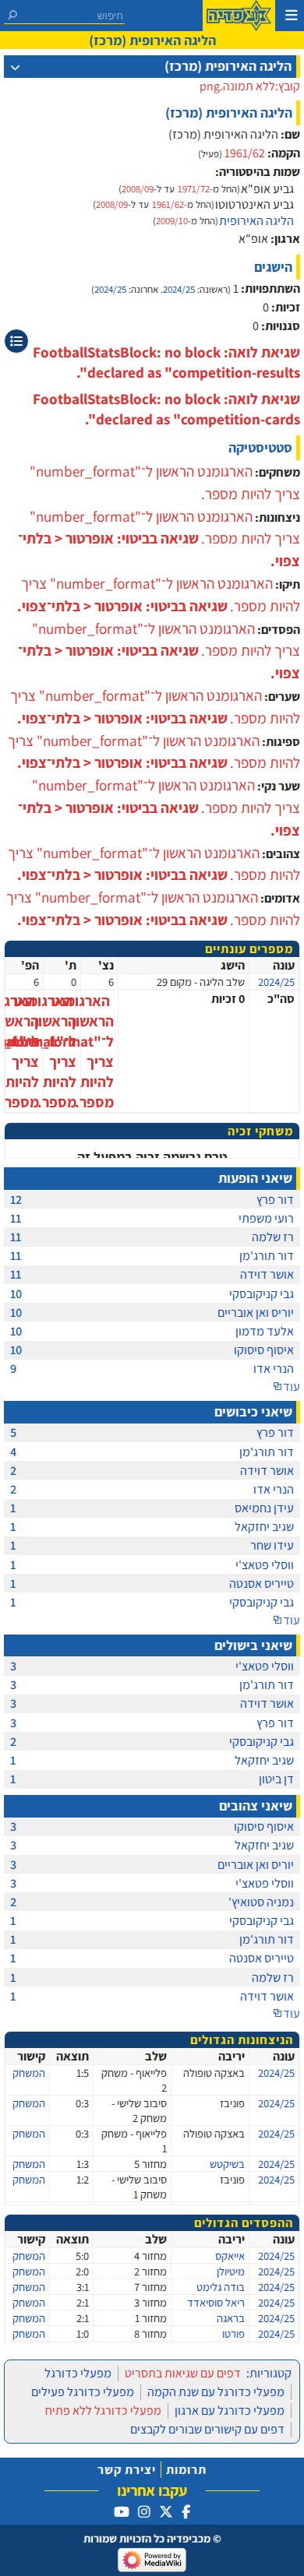 אופדיה
חיפוש
הליגה האירופית (מרכז)
הליגה האירופית (מרכז)
קובץ:ללא תמונה.png
הליגה האירופית (מרכז)
שם: הליגה האירופית (מרכז)
הקמה: 1961/62 (פעיל)
שמות בהיסטוריה:
גביע אופ"א (החל מ-1971/72 עד ל-2008/09)
גביע האינטרטוטו (החל מ-1961/62 עד ל-2008/09)
הליגה האירופית (החל מ-2009/10)
ארגון: אופ"א
הישגים
השתתפויות: 1 (ראשונה: 2024/25. אחרונה: 2024/25)
זכיות: 0
סגנויות: 0
שגיאת לואה: FootballStatsBlock: no block
declared as "competition-results".
שגיאת לואה: FootballStatsBlock: no block
declared as "competition-cards".
סטטיסטיקה
משחקים: הארגומנט הראשון ל־"number_format"
צריך להיות מספר.
ניצחונות: הארגומנט הראשון ל־"number_format"
צריך להיות מספר. שגיאה בביטוי: אופרטור < בלתי־
צפוי.
תיקו: הארגומנט הראשון ל־"number_format" צריך
להיות מספר. שגיאה בביטוי: אופרטור < בלתי־צפוי.
הפסדים: הארגומנט הראשון ל־"number_format"
צריך להיות מספר. שגיאה בביטוי: אופרטור < בלתי־
צפוי.
שערים: הארגומנט הראשון ל־"number_format" צריך
להיות מספר. שגיאה בביטוי: אופרטור < בלתי־צפוי.
ספיגות: הארגומנט הראשון ל־"number_format" צריך
להיות מספר. שגיאה בביטוי: אופרטור < בלתי־צפוי.
שער נקי: הארגומנט הראשון ל־"number_format"
צריך להיות מספר. שגיאה בביטוי: אופרטור < בלתי־
צפוי.
צהובים: הארגומנט הראשון ל־"number_format" צריך
להיות מספר. שגיאה בביטוי: אופרטור < בלתי־צפוי.
אדומים: הארגומנט הראשון ל־"number_format" צריך
להיות מספר. שגיאה בביטוי: אופרטור < בלתי־צפוי.
מספרים עונתיים
עונה הישג נצ' ת' הפ'
2024/25 שלב הליגה - מקום 29 6 0 6
סה"כ 0 זכיות הארגומנט
הראשון
צריך
להיות
מספר.
משחקי זכיה
טרם נרשמה זכיה במפעל זה
שיאני הופעות
דור פרץ 12
רועי משפתי 11
רז שלמה 11
דור תורג'מן 11
אושר דוידה 11
גבי קניקובסקי 10
יוריס ואן אובריים 10
אלעד מדמון 10
איסוף סיסוקו 10
הנרי אדו 9
עוד
שיאני כיבושים
דור פרץ 5
דור תורג'מן 4
אושר דוידה 2
הנרי אדו 2
עידן נחמיאס 1
שגיב יחזקאל 1
עידו שחר 1
ווסלי פטאצ'י 1
טייריס אסנטה 1
גבי קניקובסקי 1
עוד
שיאני בישולים
ווסלי פטאצ'י 3
דור תורג'מן 3
אושר דוידה 3
דור פרץ 3
גבי קניקובסקי 2
שגיב יחזקאל 1
דן ביטון 1
שיאני צהובים
איסוף סיסוקו 3
שגיב יחזקאל 3
יוריס ואן אובריים 3
ווסלי פטאצ'י 3
נמניה סטואיץ' 2
גבי קניקובסקי 1
דור תורג'מן 1
טייריס אסנטה 1
רז שלמה 1
אושר דוידה 1
עוד
הניצחונות הגדולים
עונה יריבה שלב תוצאה קישור
2024/25 באצקה טופולה פלייאוף - משחק 1:5 המשחק
2
2024/25 פוניבז סיבוב שלישי - 0:3 המשחק
משחק 2
2024/25 באצקה טופולה פלייאוף - משחק 0:3 המשחק
1
2024/25 בשיקטש מחזור 5 1:3 המשחק
2024/25 פוניבז סיבוב שלישי - 1:2 המשחק
משחק 1
ההפסדים הגדולים
עונה יריבה שלב תוצאה קישור
2024/25 אייאקס מחזור 4 5:0 המשחק
2024/25 מיטיולן מחזור 2 2:0 המשחק
2024/25 בודה גלימט מחזור 7 3:1 המשחק
2024/25 ריאל סוסיאדד מחזור 3 2:1 המשחק
2024/25 בראגה מחזור 1 2:1 המשחק
2024/25 פורטו מחזור 8 1:0 המשחק
קטגוריות: דפים עם שגיאות בתסריט | מפעלי כדורגל
מפעלי כדורגל עם שנת הקמה | מפעלי כדורגל פעילים
מפעלי כדורגל עם ארגון | מפעלי כדורגל ללא פתיח
דפים עם קישורים שבורים לקבצים
תרומות | יצירת קשר
עקבו אחרינו
© מכביפדיה כל הזכויות שמורות
Powered by
MediaWiki